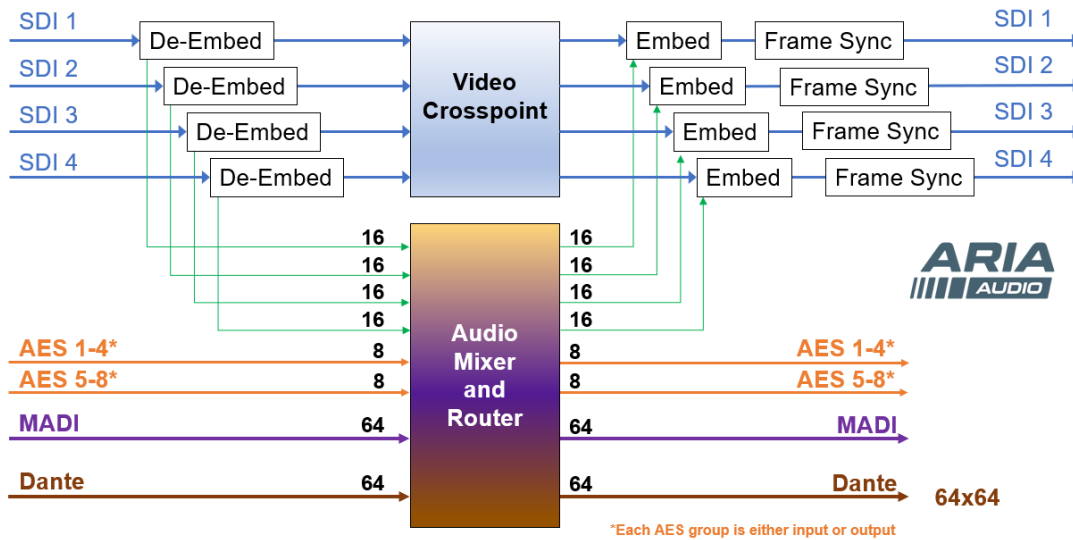 SDI 1
De-Embed
Embed
Frame Sync
SDI 1
SDI 2
De-Embed
Video
Crosspoint
Embed
Frame Sync
SDI 2
SDI 3
De-Embed
Embed
Frame Sync
SDI 3
SDI 4
De-Embed
Embed
Frame Sync
SDI 4
16
16
16
16
16
16
16
16
ARIA
AUDIO
Audio
Mixer
and
Router
AES 1-4*
8
8
AES 1-4*
AES 5-8*
8
8
AES 5-8*
MADI
64
64
MADI
Dante
64
64
Dante
64x64
*Each AES group is either input or output